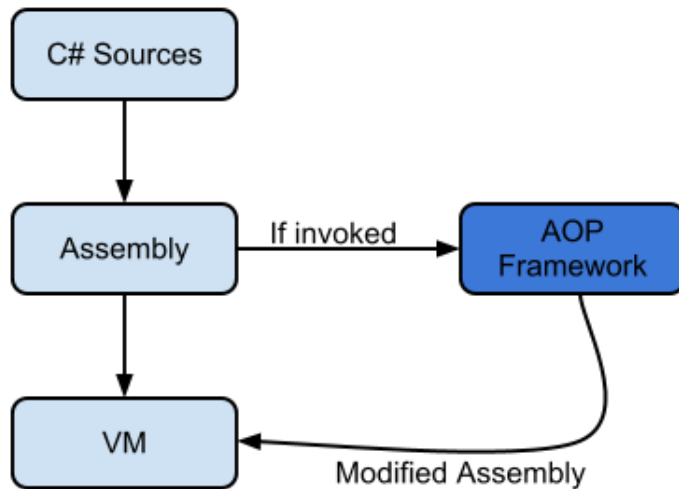 C# Sources
Assembly
If invoked
AOP
Framework
VM
Modified Assembly